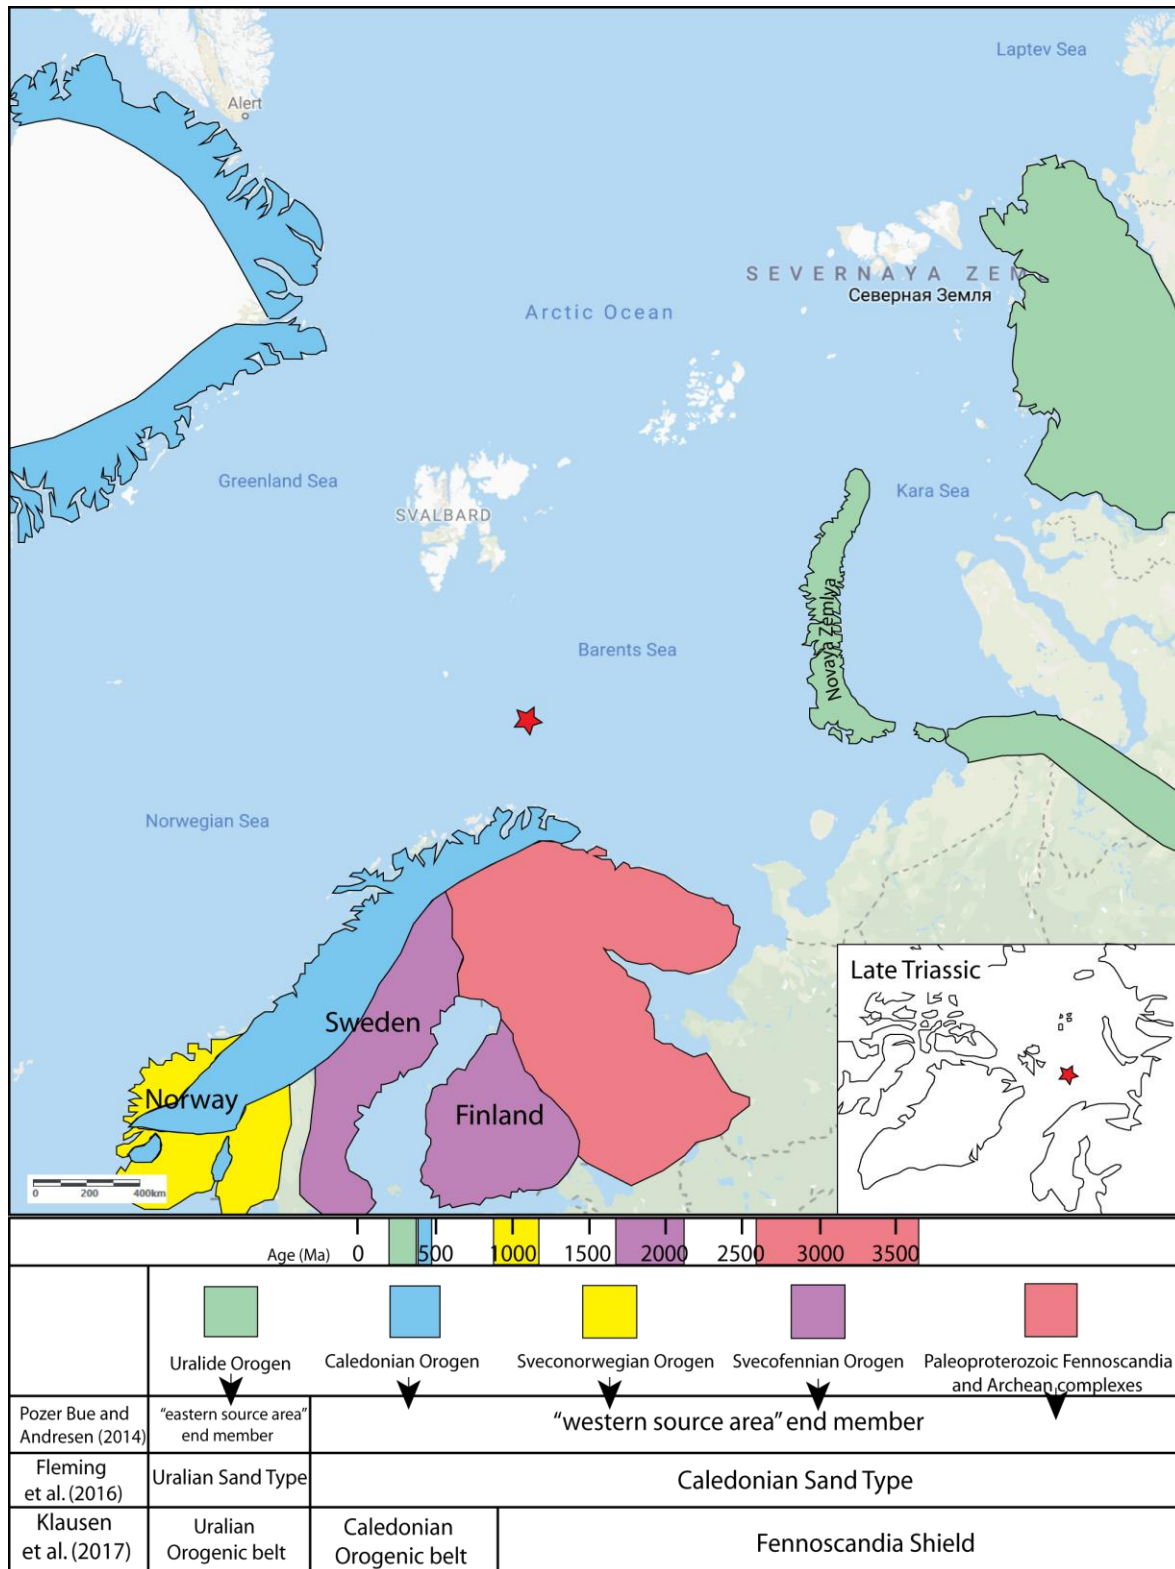 Laptev Sea
Alert
SEVERNAYA ZEM
Северная Земля
Arctic Ocean
Greenland Sea
Kara Sea
SVALBARD
Novaya Zemlya
Barents Sea
Norwegian Sea
Late Triassic
Sweden
Norway
Finland
0 200 400km
Age (Ma) 0 500 1000 1500 2000 2500 3000 3500
Uralide Orogen
Caledonian Orogen
Sveconorwegian Orogen
Svecofennian Orogen
Paleoproterozoic Fennoscandia
and Archean complexes
Pozer Bue and
Andresen (2014)
"eastern source area"
end member
"western source area" end member
Fleming
et al. (2016)
Uralian Sand Type
Caledonian Sand Type
Klausen
et al. (2017)
Uralian
Orogenic belt
Caledonian
Orogenic belt
Fennoscandia Shield